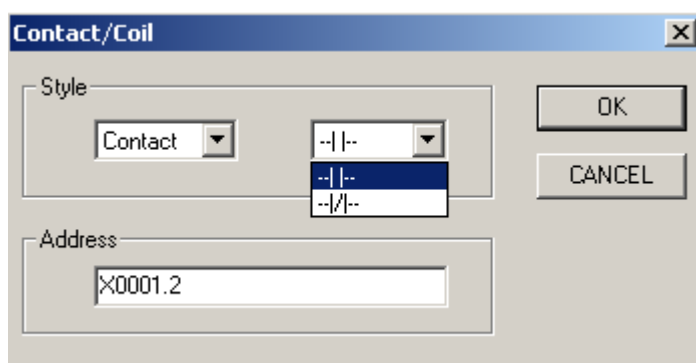 Contact/Coil
Style
Contact
--| |--
OK
--| |--
--|/|--
CANCEL
Address
X0001.2